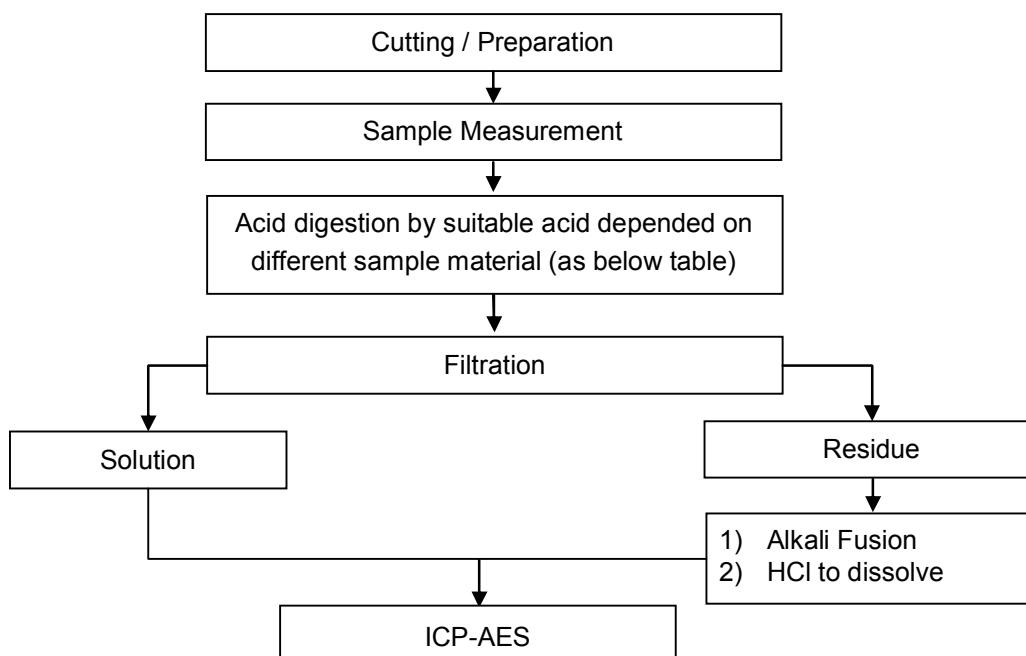 Cutting / Preparation
Sample Measurement
Acid digestion by suitable acid depended on
different sample material (as below table)
Filtration
Solution
Residue
1) Alkali Fusion
2) HCl to dissolve
ICP-AES